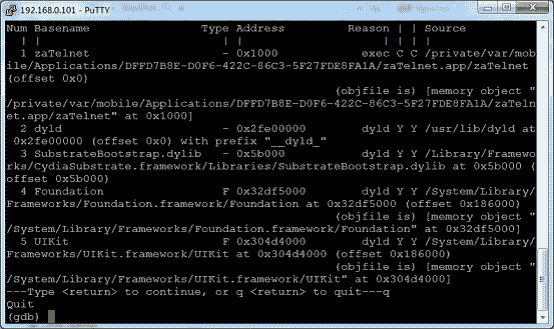 192.168.0.101 - PuTTY
Num Basename Type Address Reason | | Source
| | | | | | | |
1 zaTelnet - 0x1000 exec C C /private/var/mob
ile/Applications/DFFD7B8E-D0F6-422C-86C3-5F27FDE8FA1A/zaTelnet.app/zaTelnet
(offset 0x0)
(objfile is) [memory object "
/private/var/mobile/Applications/DFFD7B8E-D0F6-422C-86C3-5F27FDE8FA1A/zaTeln
et.app/zaTelnet" at 0x1000]
2 dyld - 0x2fe00000 dyld Y Y /usr/lib/dyld at
0x2fe00000 (offset 0x0) with prefix "__dyld_"
3 SubstrateBootstrap.dylib - 0x5b000 dyld Y Y /Library/Framewo
rks/CydiaSubstrate.framework/Libraries/SubstrateBootstrap.dylib at 0x5b000 (
offset 0x5b000)
4 Foundation F 0x32df5000 dyld Y Y /System/Library/
Frameworks/Foundation.framework/Foundation at 0x32df5000 (offset 0x186000)
(objfile is) [memory object "
/System/Library/Frameworks/Foundation.framework/Foundation" at 0x32df5000]
5 UIKit F 0x304d4000 dyld Y Y /System/Library/
Frameworks/UIKit.framework/UIKit at 0x304d4000 (offset 0x186000)
(objfile is) [memory object "
/System/Library/Frameworks/UIKit.framework/UIKit" at 0x304d4000]
---Type <return> to continue, or q <return> to quit---q
Quit
(gdb)